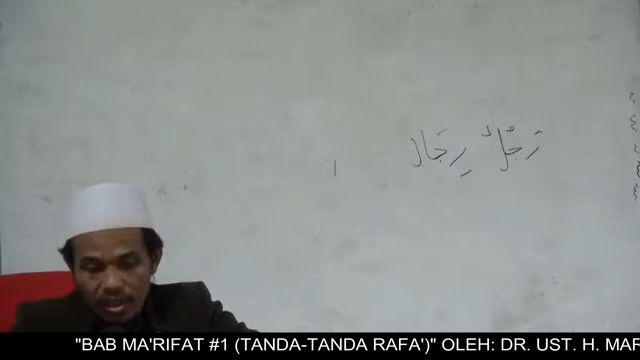 رَجُلٌ رِجَال
"BAB MA'RIFAT #1 (TANDA-TANDA RAFA')" OLEH: DR. UST. H. MAR